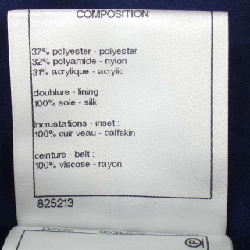 COMPOSITION
37% polyester - polyester
32% polyamide - nylon
31% acrylique - acrylic
doublure - lining :
100% soie - silk
incrustations - inset :
100% cuir veau - calfskin
ceinture - belt :
100% viscose - rayon
825213